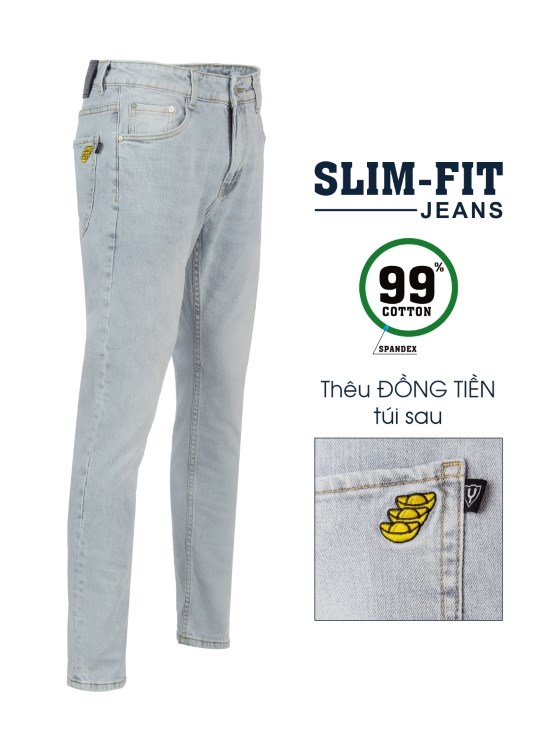 SLIM-FIT
JEANS
99%
COTTON
SPANDEX
Thêu ĐỒNG TIỀN
túi sau